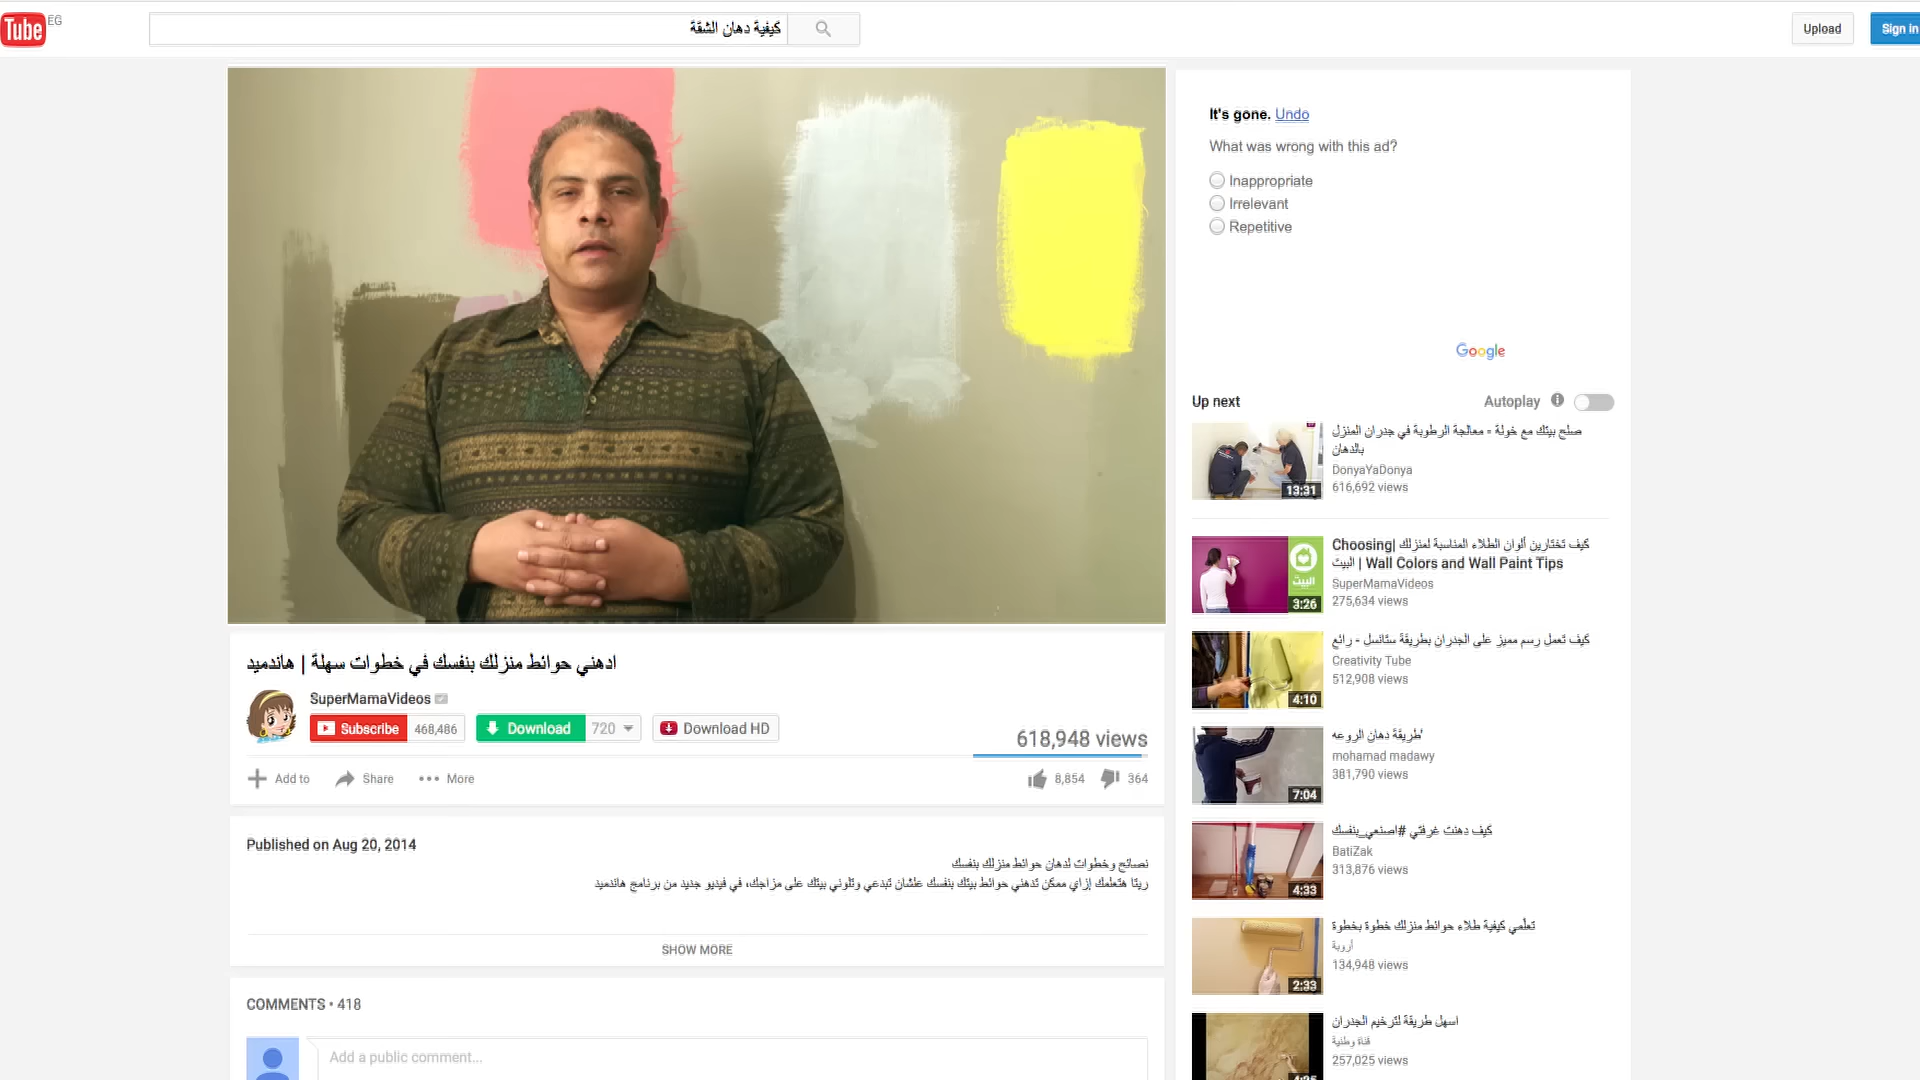 Tube EG
كيفية دهان الشقة
Upload
Sign in
It's gone. Undo
What was wrong with this ad?
Inappropriate
Irrelevant
Repetitive
Google
Up next
Autoplay
صلح بيتك مع خولة - معالجة الرطوبة في جدران المنزل
بالدهان
DonyaYaDonya
616,692 views
13:31
كيف تختارين ألوان الطلاء المناسبة لمنزلك |Choosing
البيت | Wall Colors and Wall Paint Tips
SuperMamaVideos
275,634 views
البيت
3:26
كيف تعمل رسم مميز على الجدران بطريقة ستانسل - رائع
Creativity Tube
512,908 views
4:10
طريقة دهان الروعه'
mohamad madawy
381,790 views
7:04
كيف دهنت غرفتي #اصنعي_بنفسك
BatiZak
313,876 views
4:33
تعلّمي كيفية طلاء حوائط منزلك خطوة بخطوة
أروبة
134,948 views
2:33
اسهل طريقة لترخيم الجدران
قناة وطنية
257,025 views
ادهني حوائط منزلك بنفسك في خطوات سهلة | هاندميد
SuperMamaVideos
Subscribe 468,486
Download 720
Download HD
618,948 views
Add to
Share
More
8,854
364
Published on Aug 20, 2014
نصائح وخطوات لدهان حوائط منزلك بنفسك
ريتا هتعلمك إزاي ممكن تدهني حوائط بيتك بنفسك علشان تبدعي وتلوني بيتك على مزاجك، في فيديو جديد من برنامج هاندميد
SHOW MORE
COMMENTS • 418
Add a public comment...